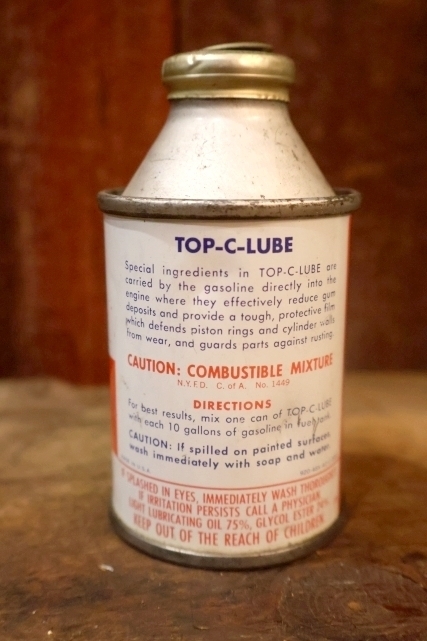 TOP-C-LUBE
Special ingredients in TOP-C-LUBE are
carried by the gasoline directly into the
engine where they effectively reduce gum
deposits and provide a tough, protective film
which defends piston rings and cylinder walls
from wear, and guards parts against rusting.
CAUTION: COMBUSTIBLE MIXTURE
N.Y.F.D. C. of A. No. 1449
DIRECTIONS
For best results, mix one can of TOP-C-LUBE
with each 10 gallons of gasoline in fuel tank.
CAUTION: If spilled on painted surfaces,
wash immediately with soap and water.
IN U.S.A.
IF SPLASHED IN EYES, IMMEDIATELY WASH THOROUGHLY
IF IRRITATION PERSISTS CALL A PHYSICIAN
LIGHT LUBRICATING OIL 75%, GLYCOL ESTER 24%
KEEP OUT OF THE REACH OF CHILDREN